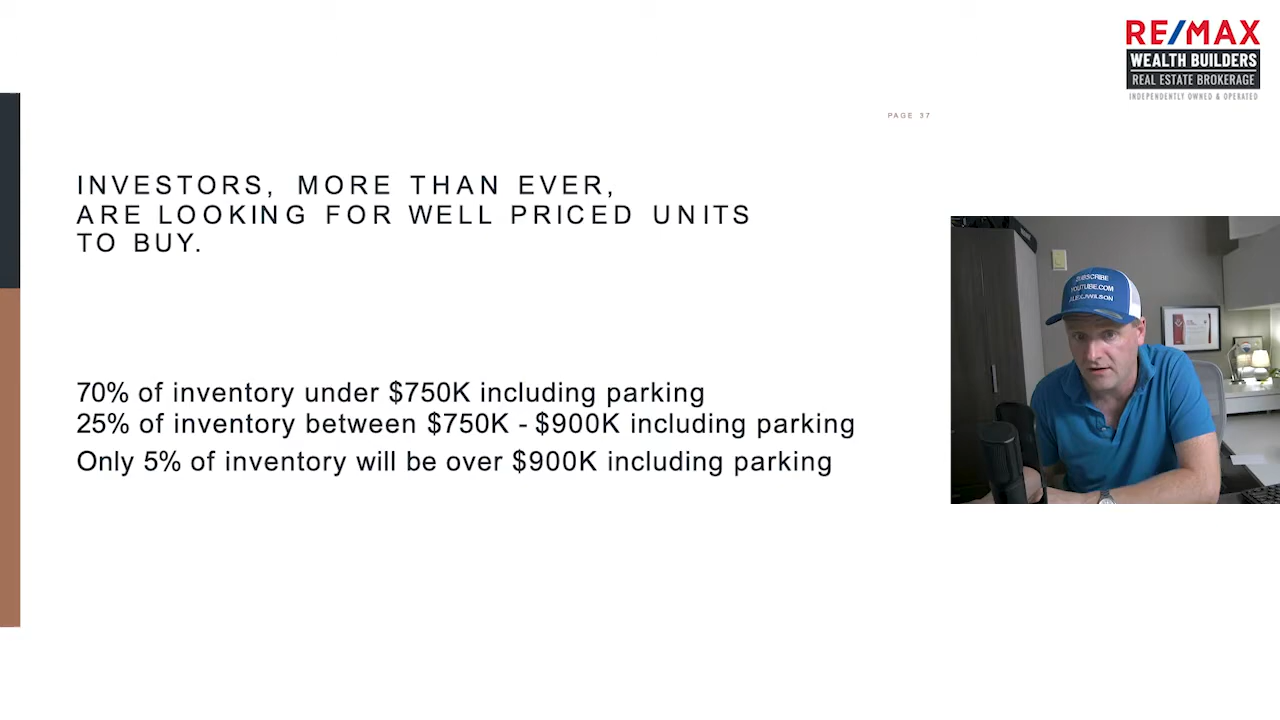 RE/MAX
WEALTH BUILDERS
REAL ESTATE BROKERAGE
INDEPENDENTLY OWNED & OPERATED
PAGE 37
INVESTORS, MORE THAN EVER,
ARE LOOKING FOR WELL PRICED UNITS
TO BUY.
70% of inventory under $750K including parking
25% of inventory between $750K - $900K including parking
Only 5% of inventory will be over $900K including parking
SUBSCRIBE
YOUTUBE.COM